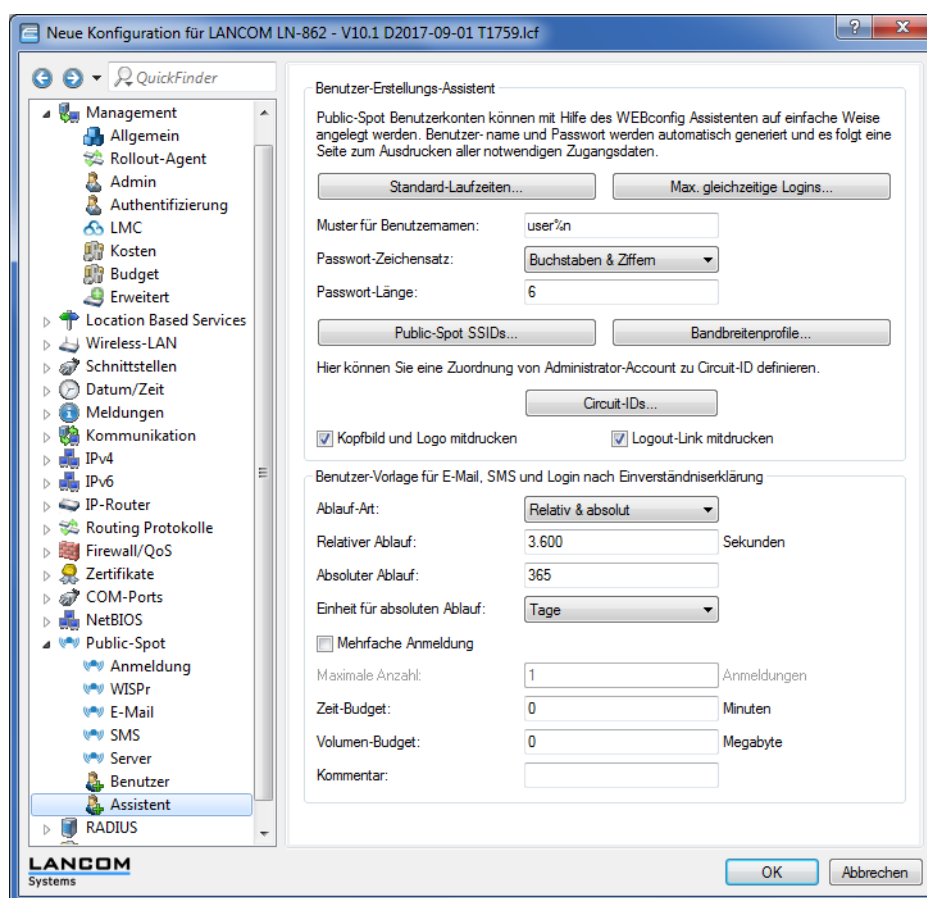 Neue Konfiguration für LANCOM LN-862 - V10.1 D2017-09-01 T1759.lcf
QuickFinder
Management
Allgemein
Rollout-Agent
Admin
Authentifizierung
LMC
Kosten
Budget
Erweitert
Location Based Services
Wireless-LAN
Schnittstellen
Datum/Zeit
Meldungen
Kommunikation
IPv4
IPv6
IP-Router
Routing Protokolle
Firewall/QoS
Zertifikate
COM-Ports
NetBIOS
Public-Spot
Anmeldung
WISPr
E-Mail
SMS
Server
Benutzer
Assistent
RADIUS
Benutzer-Erstellungs-Assistent
Public-Spot Benutzerkonten können mit Hilfe des WEBconfig Assistenten auf einfache Weise
angelegt werden. Benutzer- name und Passwort werden automatisch generiert und es folgt eine
Seite zum Ausdrucken aller notwendigen Zugangsdaten.
Standard-Laufzeiten... Max. gleichzeitige Logins...
Muster für Benutzernamen: user%n
Passwort-Zeichensatz: Buchstaben & Ziffern
Passwort-Länge: 6
Public-Spot SSIDs... Bandbreitenprofile...
Hier können Sie eine Zuordnung von Administrator-Account zu Circuit-ID definieren.
Circuit-IDs...
Kopfbild und Logo mitdrucken Logout-Link mitdrucken
Benutzer-Vorlage für E-Mail, SMS und Login nach Einverständniserklärung
Ablauf-Art: Relativ & absolut
Relativer Ablauf: 3.600 Sekunden
Absoluter Ablauf: 365
Einheit für absoluten Ablauf: Tage
Mehrfache Anmeldung
Maximale Anzahl: 1 Anmeldungen
Zeit-Budget: 0 Minuten
Volumen-Budget: 0 Megabyte
Kommentar:
LANCOM
Systems
OK Abbrechen